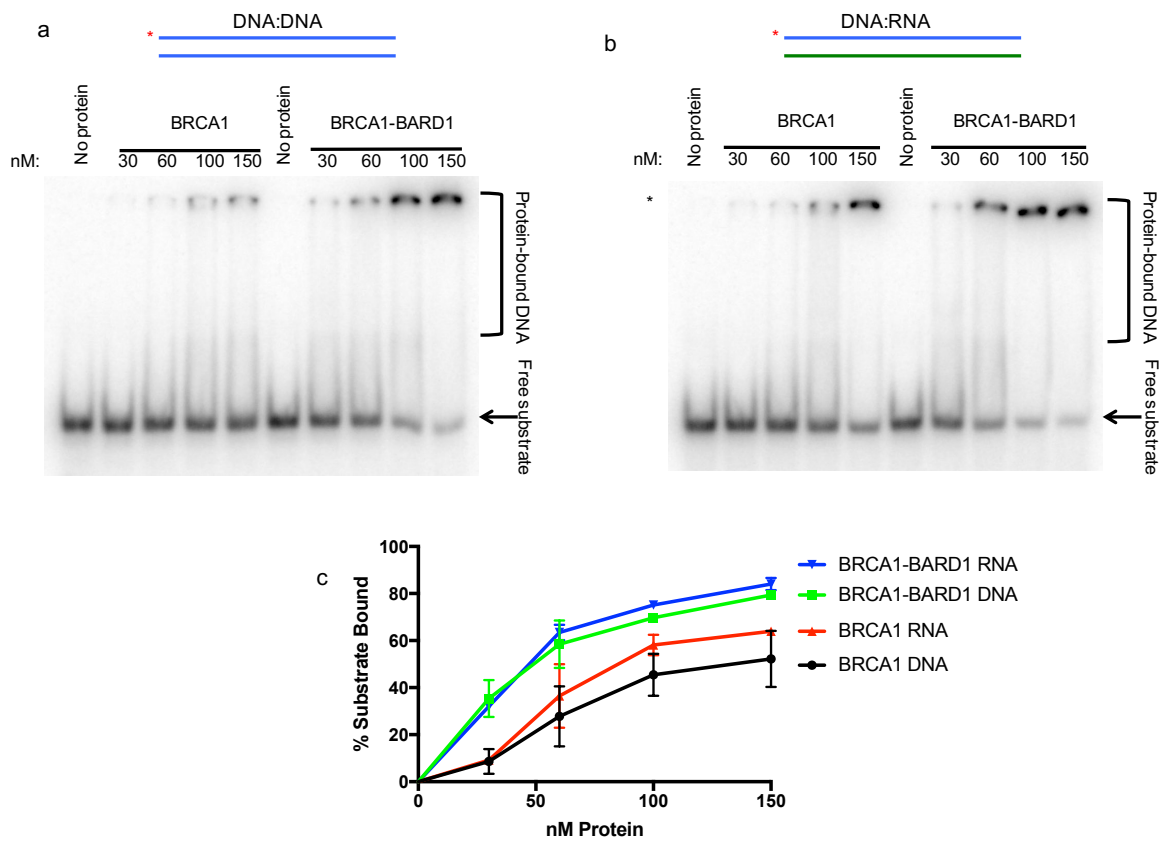 a
DNA:DNA
*
No protein
BRCA1
No protein
BRCA1-BARD1
nM:
30 60 100 150
30 60 100 150
Protein-bound DNA
Free substrate
b
DNA:RNA
*
No protein
BRCA1
No protein
BRCA1-BARD1
nM:
30 60 100 150
30 60 100 150
*
Protein-bound DNA
Free substrate
c
% Substrate Bound
100
80
60
40
20
0
0 50 100 150
nM Protein
BRCA1-BARD1 RNA
BRCA1-BARD1 DNA
BRCA1 RNA
BRCA1 DNA